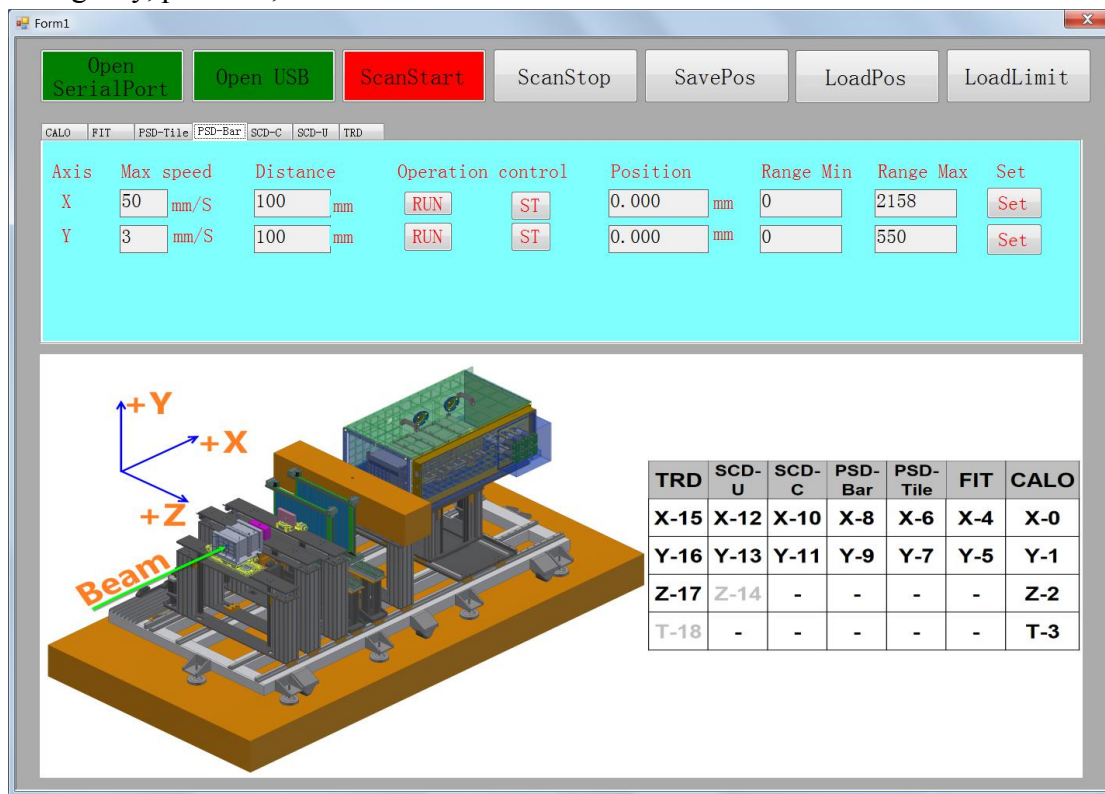 Form1
Open SerialPort Open USB ScanStart ScanStop SavePos LoadPos LoadLimit
CALO FIT PSD-Tile PSD-Bar SCD-C SCD-U TRD
Axis Max speed Distance Operation control Position Range Min Range Max Set
X 50 mm/S 100 mm RUN ST 0.000 mm 0 2158 Set
Y 3 mm/S 100 mm RUN ST 0.000 mm 0 550 Set
+Y
+X
+Z
Beam
TRD SCD-U SCD-C PSD-Bar PSD-Tile FIT CALO
X-15 X-12 X-10 X-8 X-6 X-4 X-0
Y-16 Y-13 Y-11 Y-9 Y-7 Y-5 Y-1
Z-17 Z-14 - - - - Z-2
T-18 - - - - - T-3